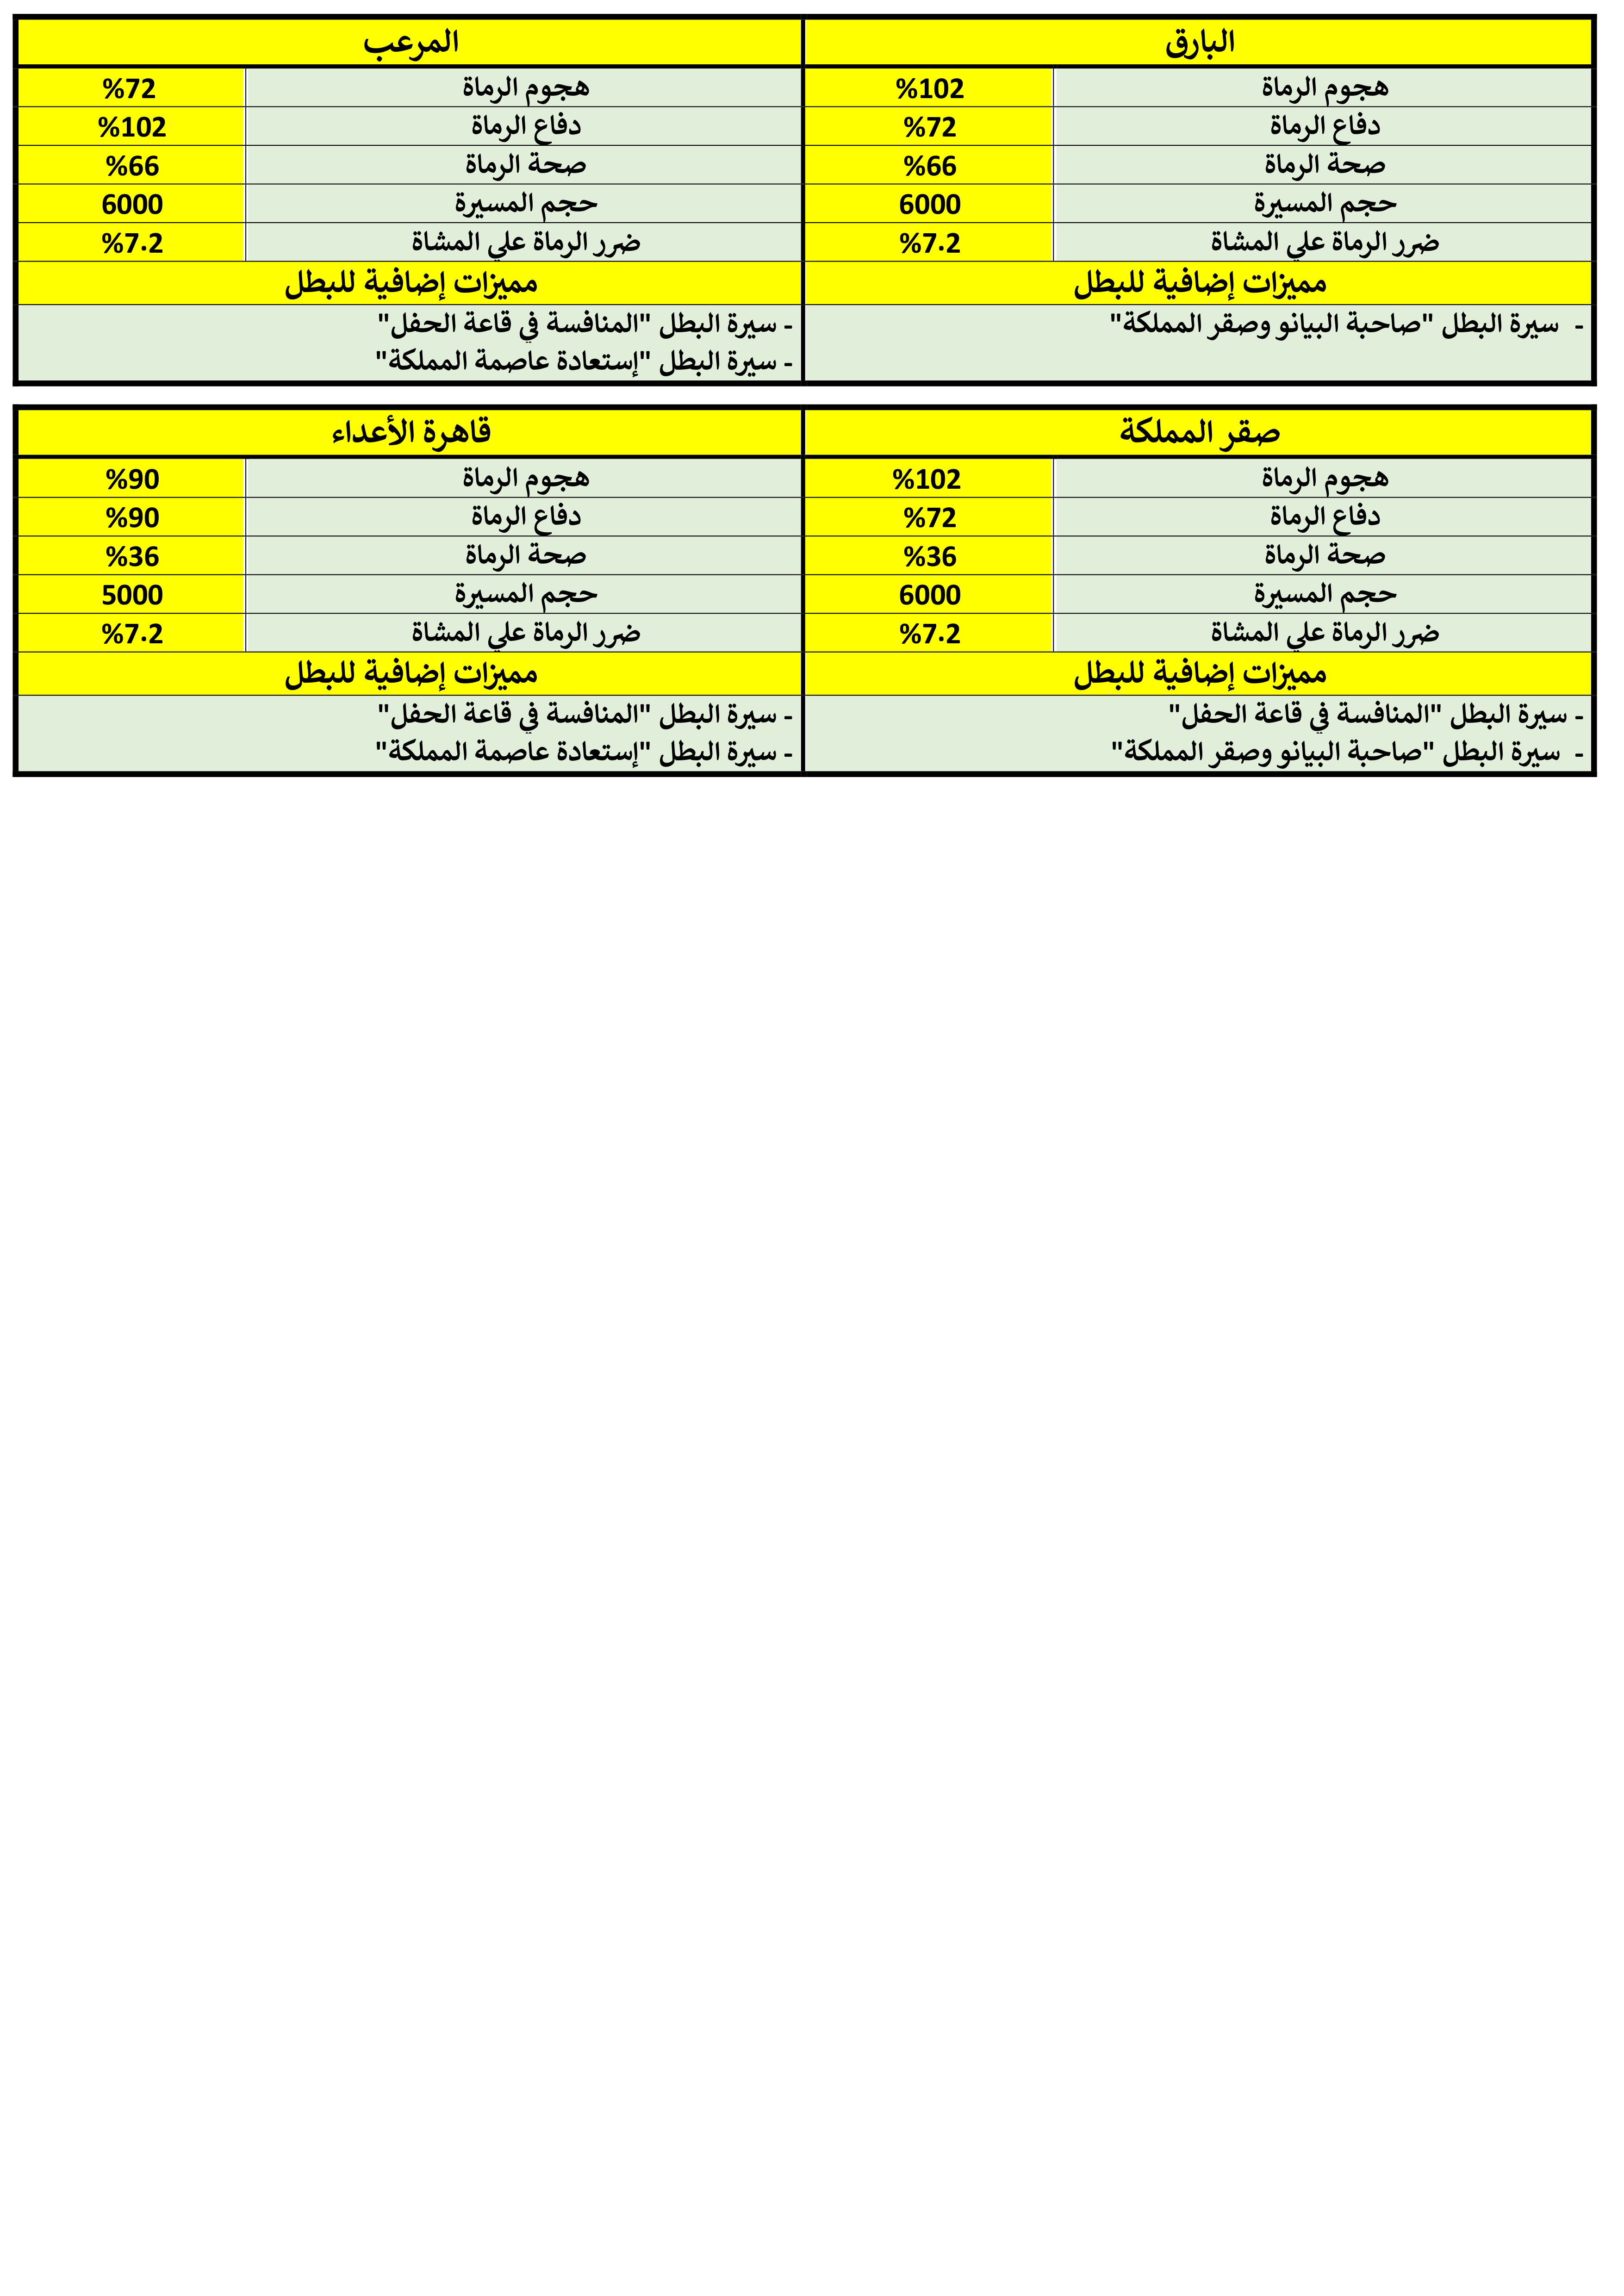 البارق
المرعب
هجوم الرماة %102
هجوم الرماة %72
دفاع الرماة %72
دفاع الرماة %102
صحة الرماة %66
صحة الرماة %66
حجم المسيرة 6000
حجم المسيرة 6000
ضرر الرماة علي المشاة %7.2
ضرر الرماة علي المشاة %7.2
مميزات إضافية للبطل
مميزات إضافية للبطل
- سيرة البطل "صاحبة البيانو وصقر المملكة"
- سيرة البطل "المنافسة في قاعة الحفل"
- سيرة البطل "إستعادة عاصمة المملكة"
صقر المملكة
قاهرة الأعداء
هجوم الرماة %102
هجوم الرماة %90
دفاع الرماة %72
دفاع الرماة %90
صحة الرماة %36
صحة الرماة %36
حجم المسيرة 6000
حجم المسيرة 5000
ضرر الرماة علي المشاة %7.2
ضرر الرماة علي المشاة %7.2
مميزات إضافية للبطل
مميزات إضافية للبطل
- سيرة البطل "المنافسة في قاعة الحفل"
- سيرة البطل "المنافسة في قاعة الحفل"
- سيرة البطل "صاحبة البيانو وصقر المملكة"
- سيرة البطل "إستعادة عاصمة المملكة"